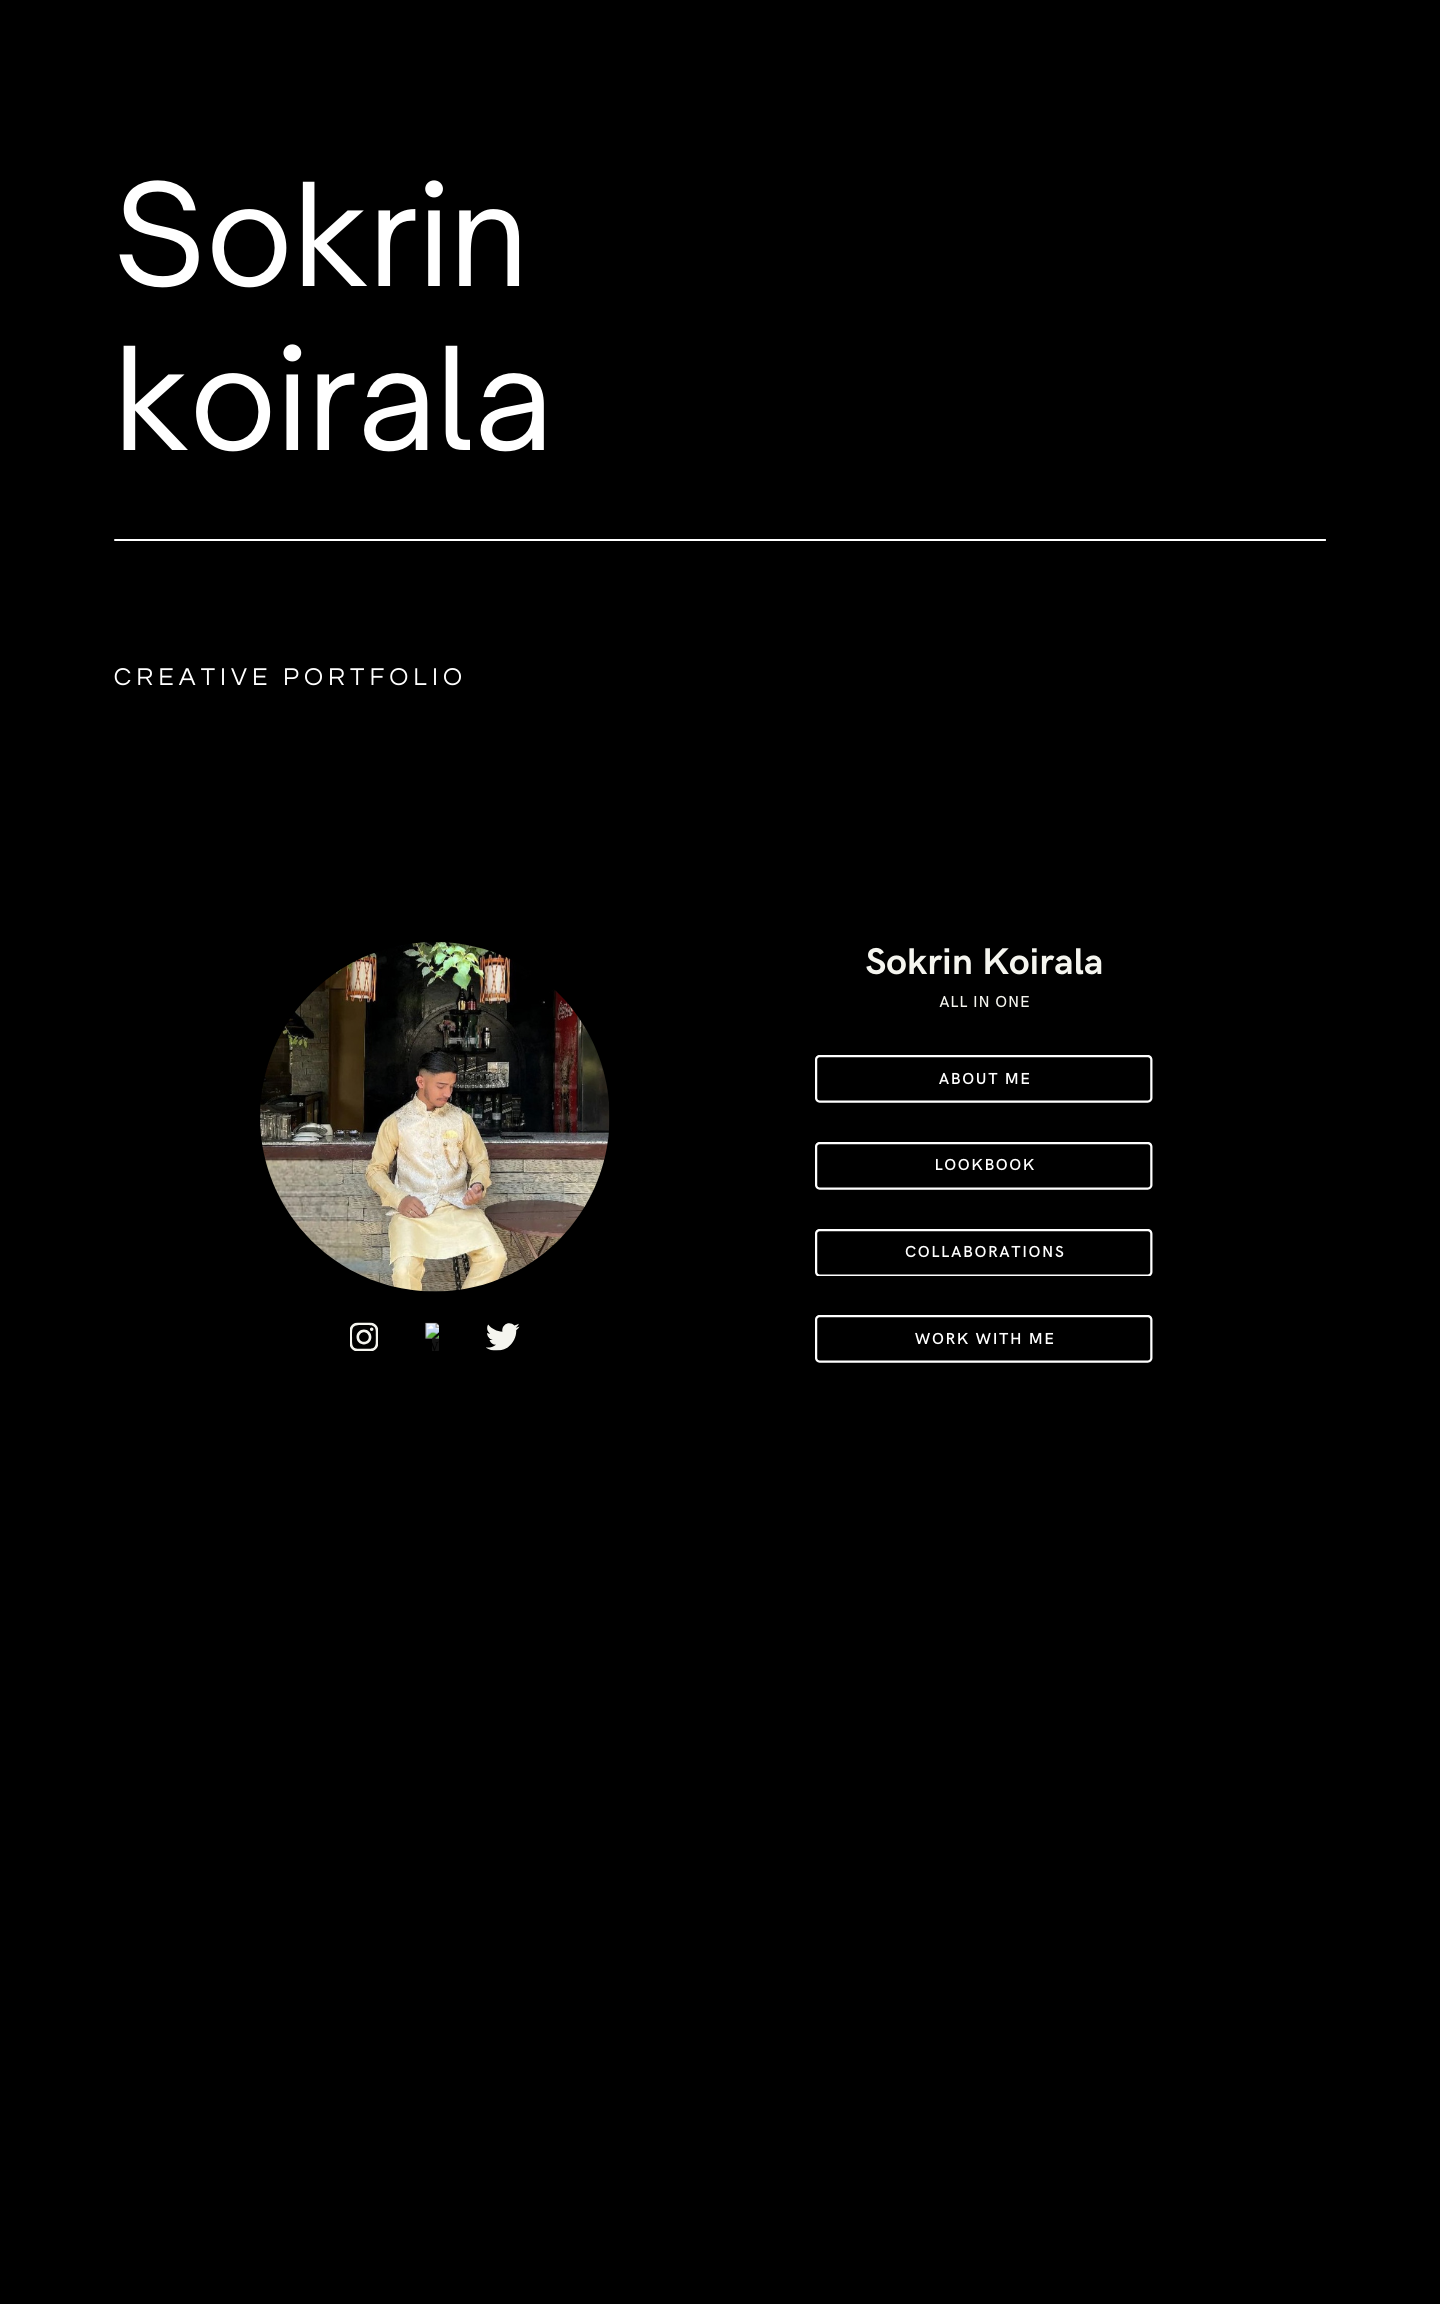 Sokrin
koirala
CREATIVE PORTFOLIO
Sokrin Koirala
ALL IN ONE
ABOUT ME
LOOKBOOK
COLLABORATIONS
WORK WITH ME